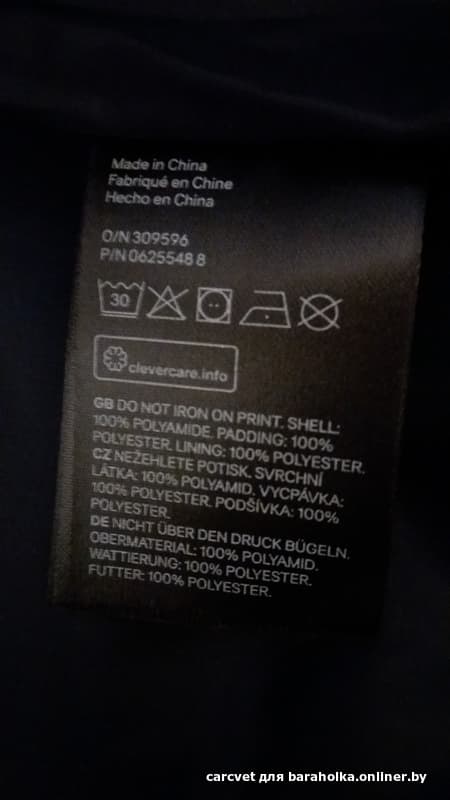 Made in China
Fabriqué en Chine
Hecho en China
O/N 309596
P/N 0625548 8
30
clevercare.info
GB DO NOT IRON ON PRINT. SHELL:
100% POLYAMIDE. PADDING: 100%
POLYESTER. LINING: 100% POLYESTER.
CZ NEŽEHLETE POTISK. SVRCHNÍ
LÁTKA: 100% POLYAMID. VYCPÁVKA:
100% POLYESTER. PODŠÍVKA: 100%
POLYESTER.
DE NICHT ÜBER DEN DRUCK BÜGELN.
OBERMATERIAL: 100% POLYAMID.
WATTIERUNG: 100% POLYESTER.
FUTTER: 100% POLYESTER.
carcvet для baraholka.onliner.by